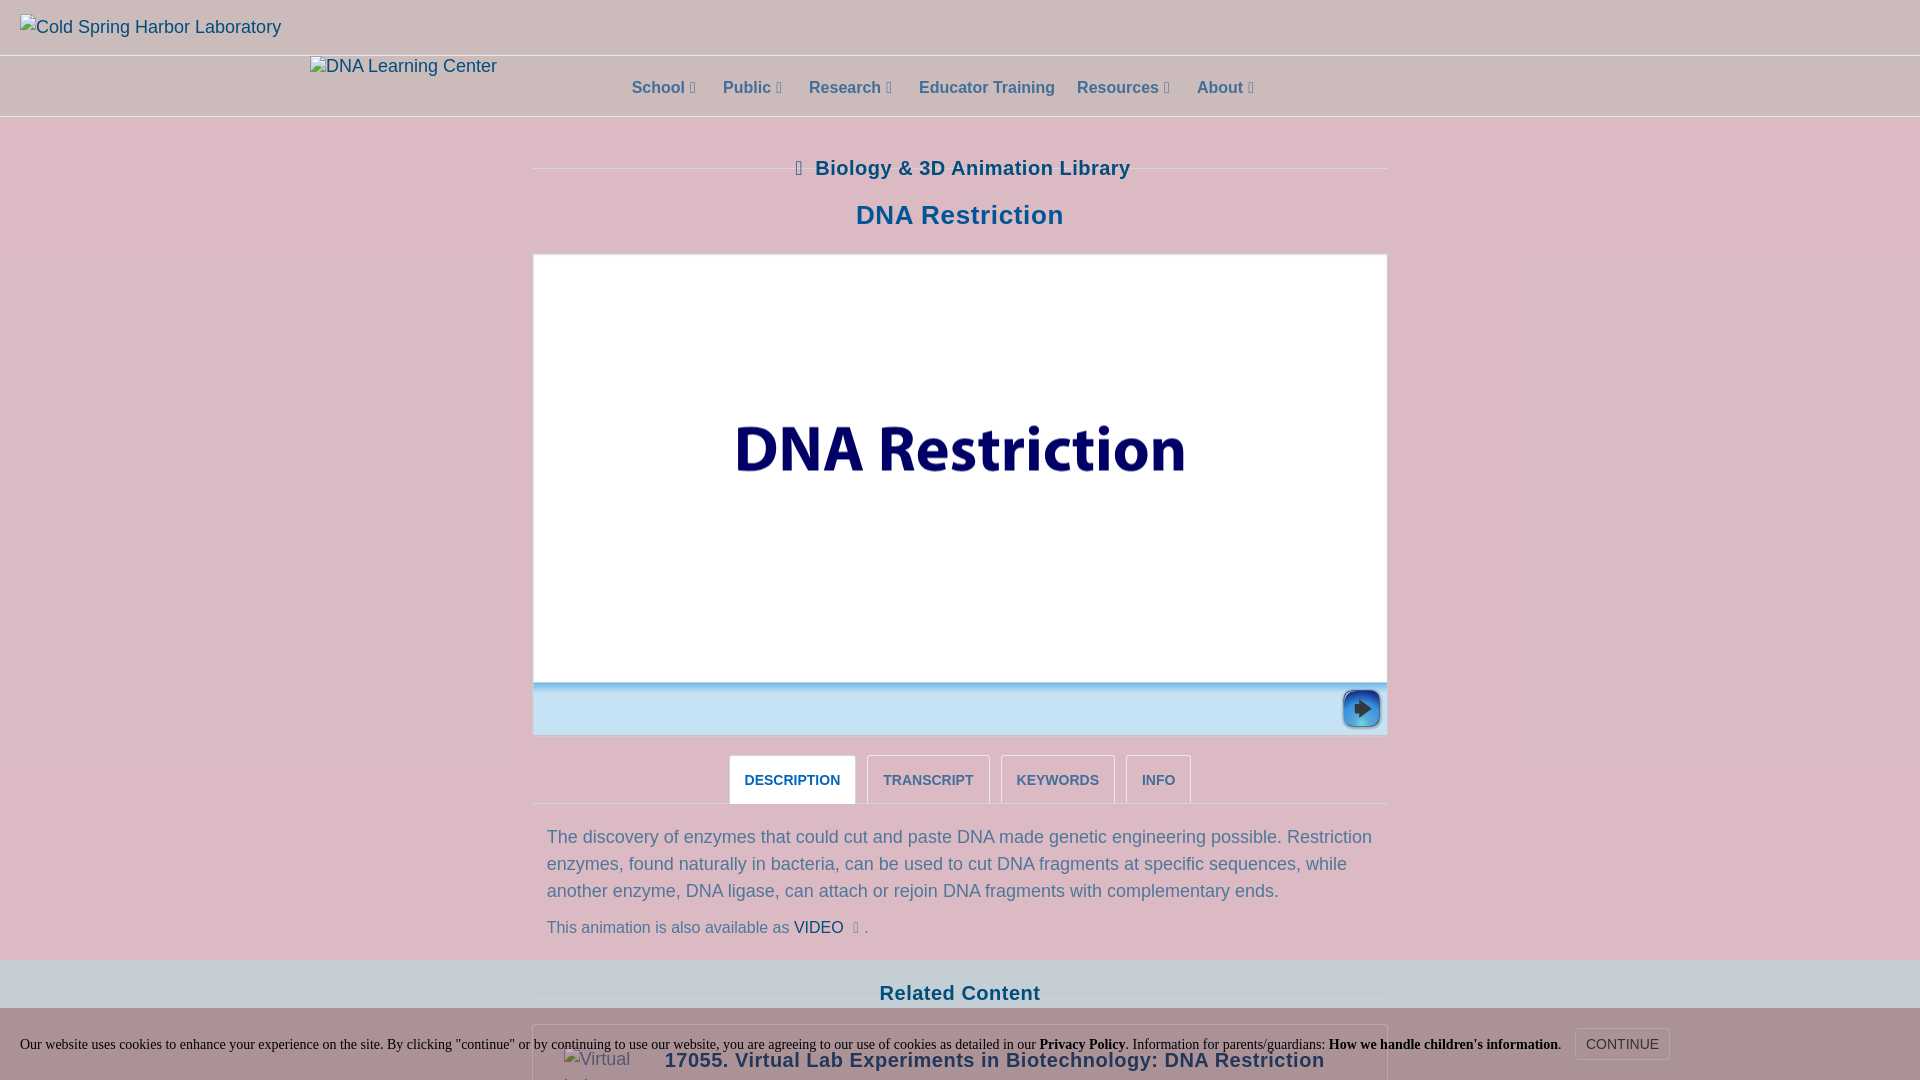 Cold Spring Harbor Laboratory
DNA Learning Center
School Public Research Educator Training Resources About
Biology & 3D Animation Library
DNA Restriction
DNA Restriction
DESCRIPTION TRANSCRIPT KEYWORDS INFO
The discovery of enzymes that could cut and paste DNA made genetic engineering possible. Restriction
enzymes, found naturally in bacteria, can be used to cut DNA fragments at specific sequences, while
another enzyme, DNA ligase, can attach or rejoin DNA fragments with complementary ends.
This animation is also available as VIDEO .
Related Content
Our website uses cookies to enhance your experience on the site. By clicking "continue" or by continuing to use our website, you are agreeing to our use of cookies as detailed in our Privacy Policy. Information for parents/guardians: How we handle children's information. CONTINUE
Virtual 17055. Virtual Lab Experiments in Biotechnology: DNA Restriction